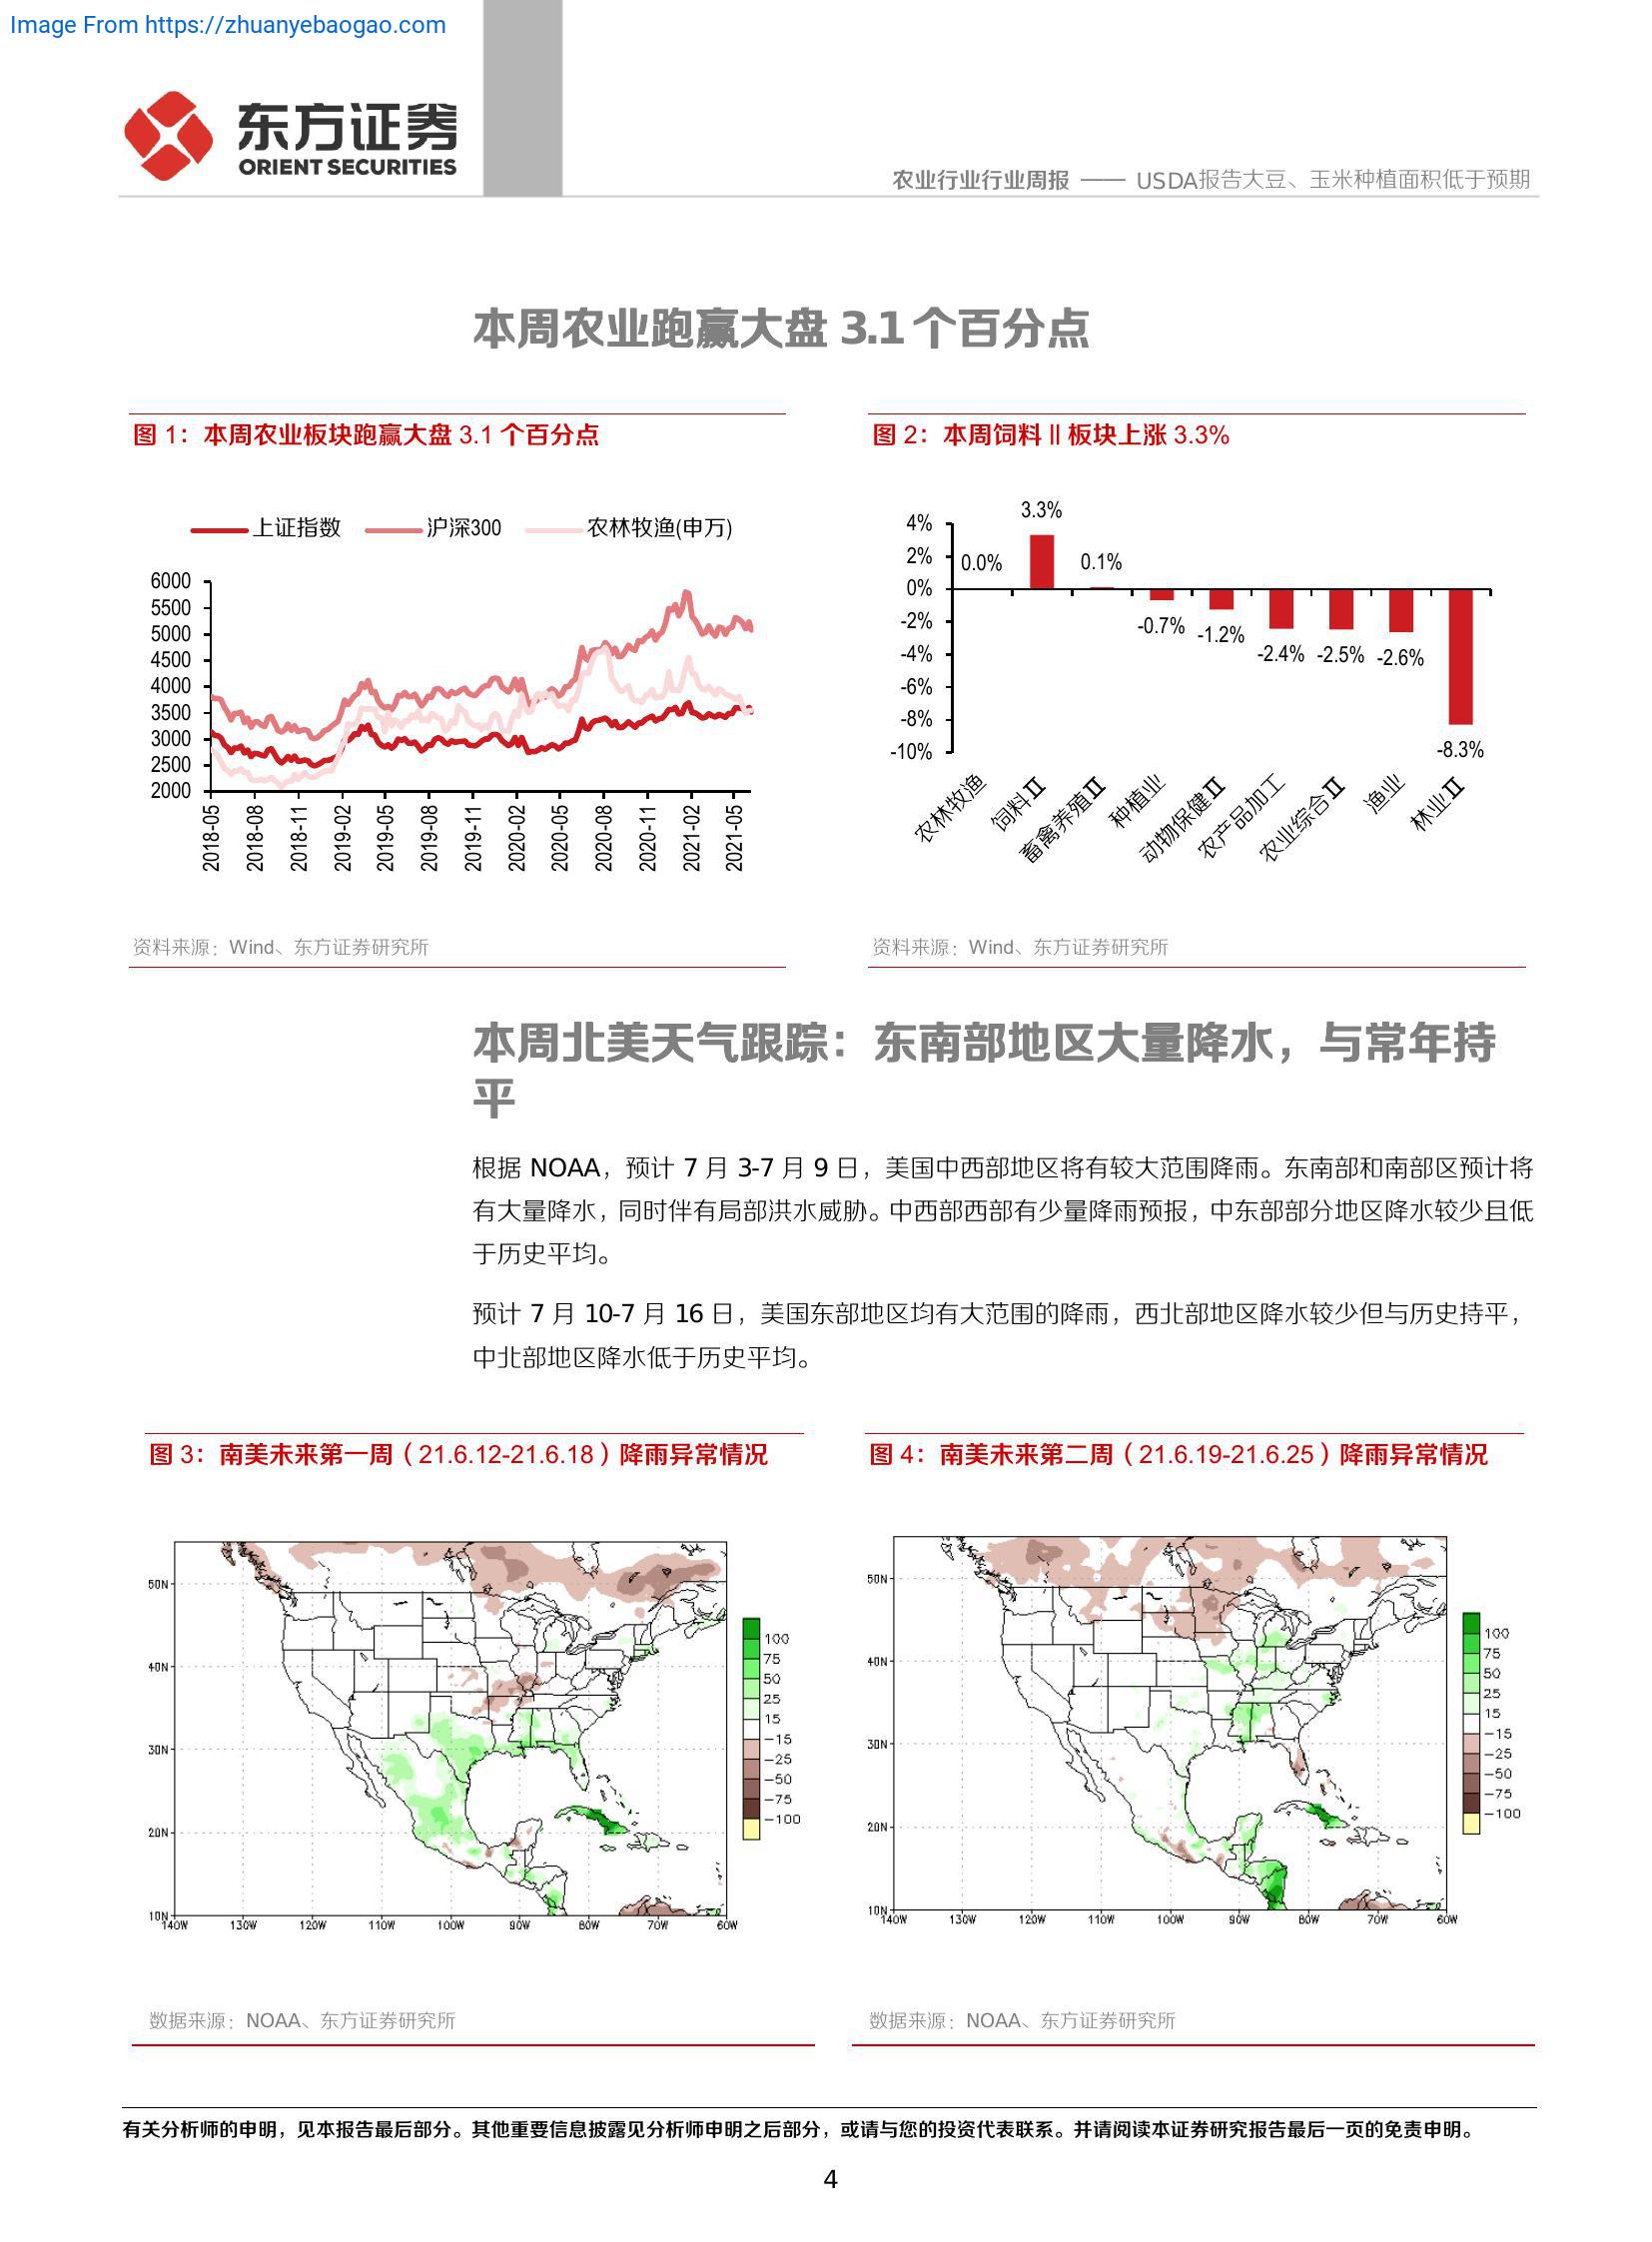 Image From https://zhuanyebaogao.com
东方证券
ORIENT SECURITIES
农业行业行业周报 —— USDA报告大豆、玉米种植面积低于预期
本周农业跑赢大盘 3.1 个百分点
图 1：本周农业板块跑赢大盘 3.1 个百分点
上证指数 沪深300 农林牧渔(申万)
6000
5500
5000
4500
4000
3500
3000
2500
2000
2018-05 2018-08 2018-11 2019-02 2019-05 2019-08 2019-11 2020-02 2020-05 2020-08 2020-11 2021-02 2021-05
资料来源：Wind、东方证券研究所
图 2：本周饲料 II 板块上涨 3.3%
4%
2%
0%
-2%
-4%
-6%
-8%
-10%
0.0% 3.3% 0.1% -0.7% -1.2% -2.4% -2.5% -2.6% -8.3%
农林牧渔 饲料Ⅱ 畜禽养殖Ⅱ 种植业 动物保健Ⅱ 农产品加工 农业综合Ⅱ 渔业 林业Ⅱ
资料来源：Wind、东方证券研究所
本周北美天气跟踪：东南部地区大量降水，与常年持
平
根据 NOAA，预计 7 月 3-7 月 9 日，美国中西部地区将有较大范围降雨。东南部和南部区预计将
有大量降水，同时伴有局部洪水威胁。中西部西部有少量降雨预报，中东部部分地区降水较少且低
于历史平均。
预计 7 月 10-7 月 16 日，美国东部地区均有大范围的降雨，西北部地区降水较少但与历史持平，
中北部地区降水低于历史平均。
图 3：南美未来第一周（21.6.12-21.6.18）降雨异常情况
50N
40N
30N
20N
10N
140W 130W 120W 110W 100W 90W 80W 70W 60W
100
75
50
25
15
-15
-25
-50
-75
-100
数据来源：NOAA、东方证券研究所
图 4：南美未来第二周（21.6.19-21.6.25）降雨异常情况
50N
40N
30N
20N
10N
140W 130W 120W 110W 100W 90W 80W 70W 60W
100
75
50
25
15
-15
-25
-50
-75
-100
数据来源：NOAA、东方证券研究所
有关分析师的申明，见本报告最后部分。其他重要信息披露见分析师申明之后部分，或请与您的投资代表联系。并请阅读本证券研究报告最后一页的免责申明。
4